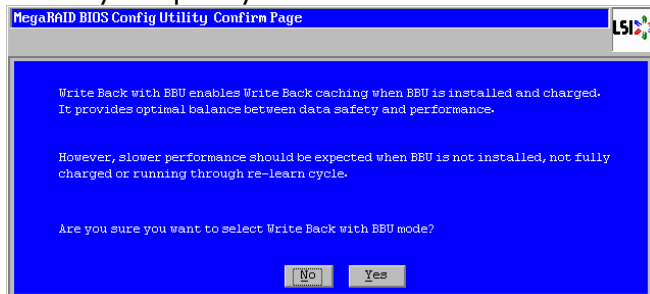 MegaRAID BIOS Config Utility Confirm Page
LSI
Write Back with BBU enables Write Back caching when BBU is installed and charged.
It provides optimal balance between data safety and performance.
However, slower performance should be expected when BBU is not installed, not fully
charged or running through re-learn cycle.
Are you sure you want to select Write Back with BBU mode?
No Yes